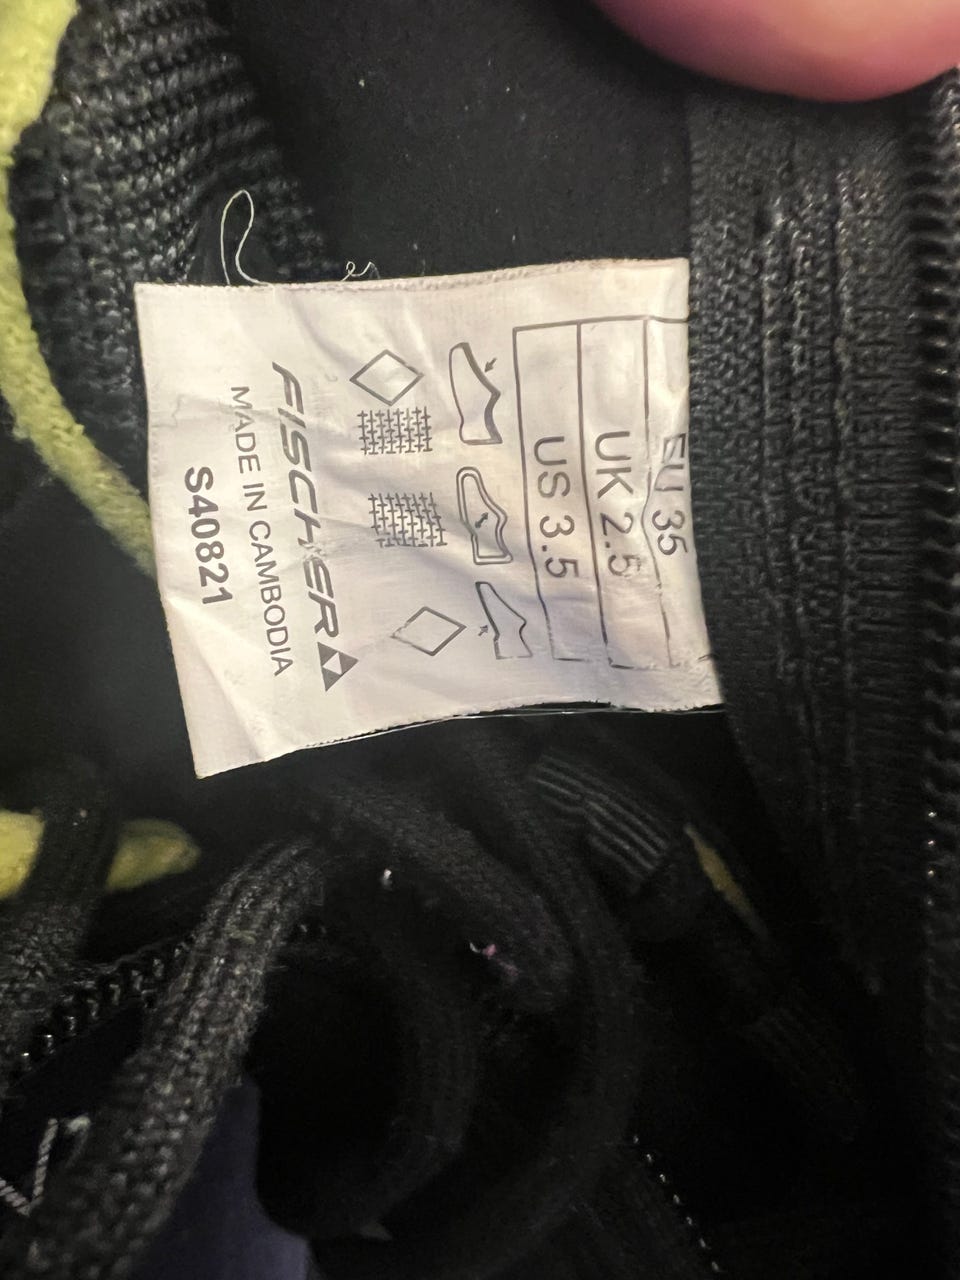 EU 35
UK 2.5
US 3.5
FISCHER
MADE IN CAMBODIA
S40821